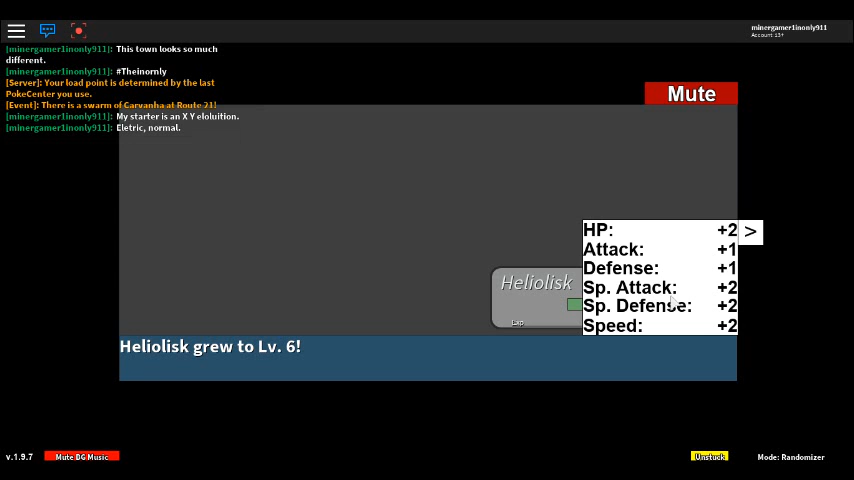 minergamer1inonly911
Account: 13+
[minergamer1inonly911]: This town looks so much
different.
[minergamer1inonly911]: #Theinornly
[Server]: Your load point is determined by the last
PokeCenter you use.
[Event]: There is a swarm of Carvanha at Route 21!
[minergamer1inonly911]: My starter is an X Y eloluition.
[minergamer1inonly911]: Eletric, normal.
Mute
HP: +2 >
Attack: +1
Defense: +1
Sp. Attack: +2
Sp. Defense: +2
Speed: +2
Heliolisk
Exp
Heliolisk grew to Lv. 6!
v.1.9.7 Mute BG Music Unstuck Mode: Randomizer